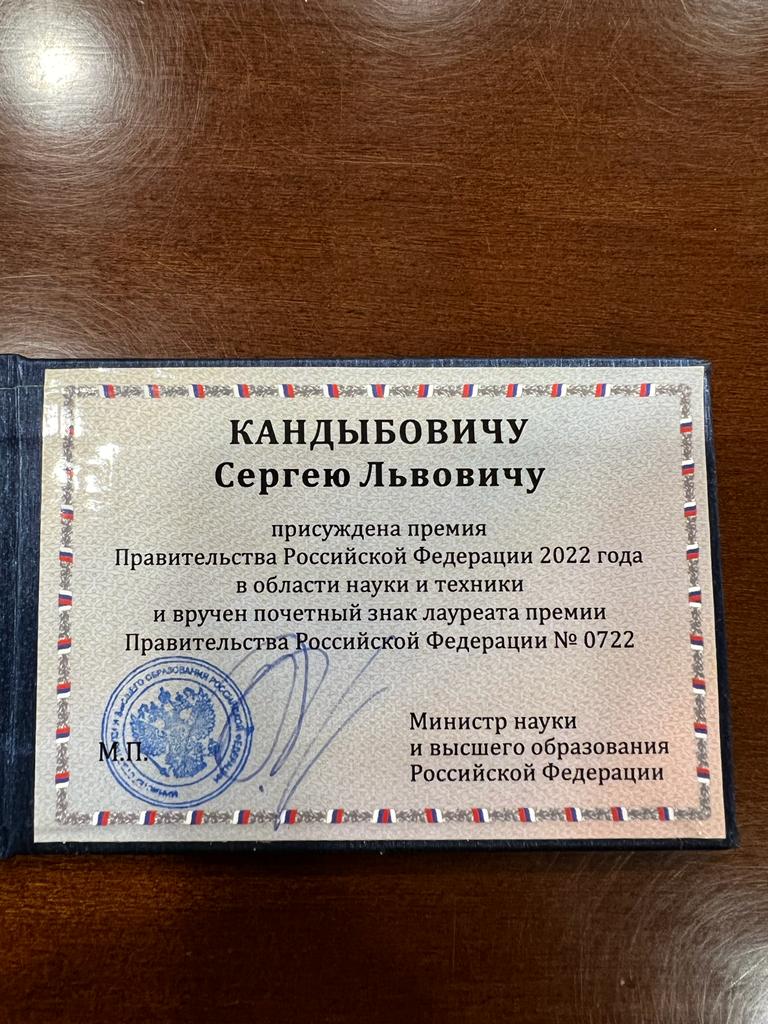 КАНДЫБОВИЧУ
Сергею Львовичу
присуждена премия
Правительства Российской Федерации 2022 года
в области науки и техники
и вручен почетный знак лауреата премии
Правительства Российской Федерации № 0722
М.П.
Министр науки
и высшего образования
Российской Федерации